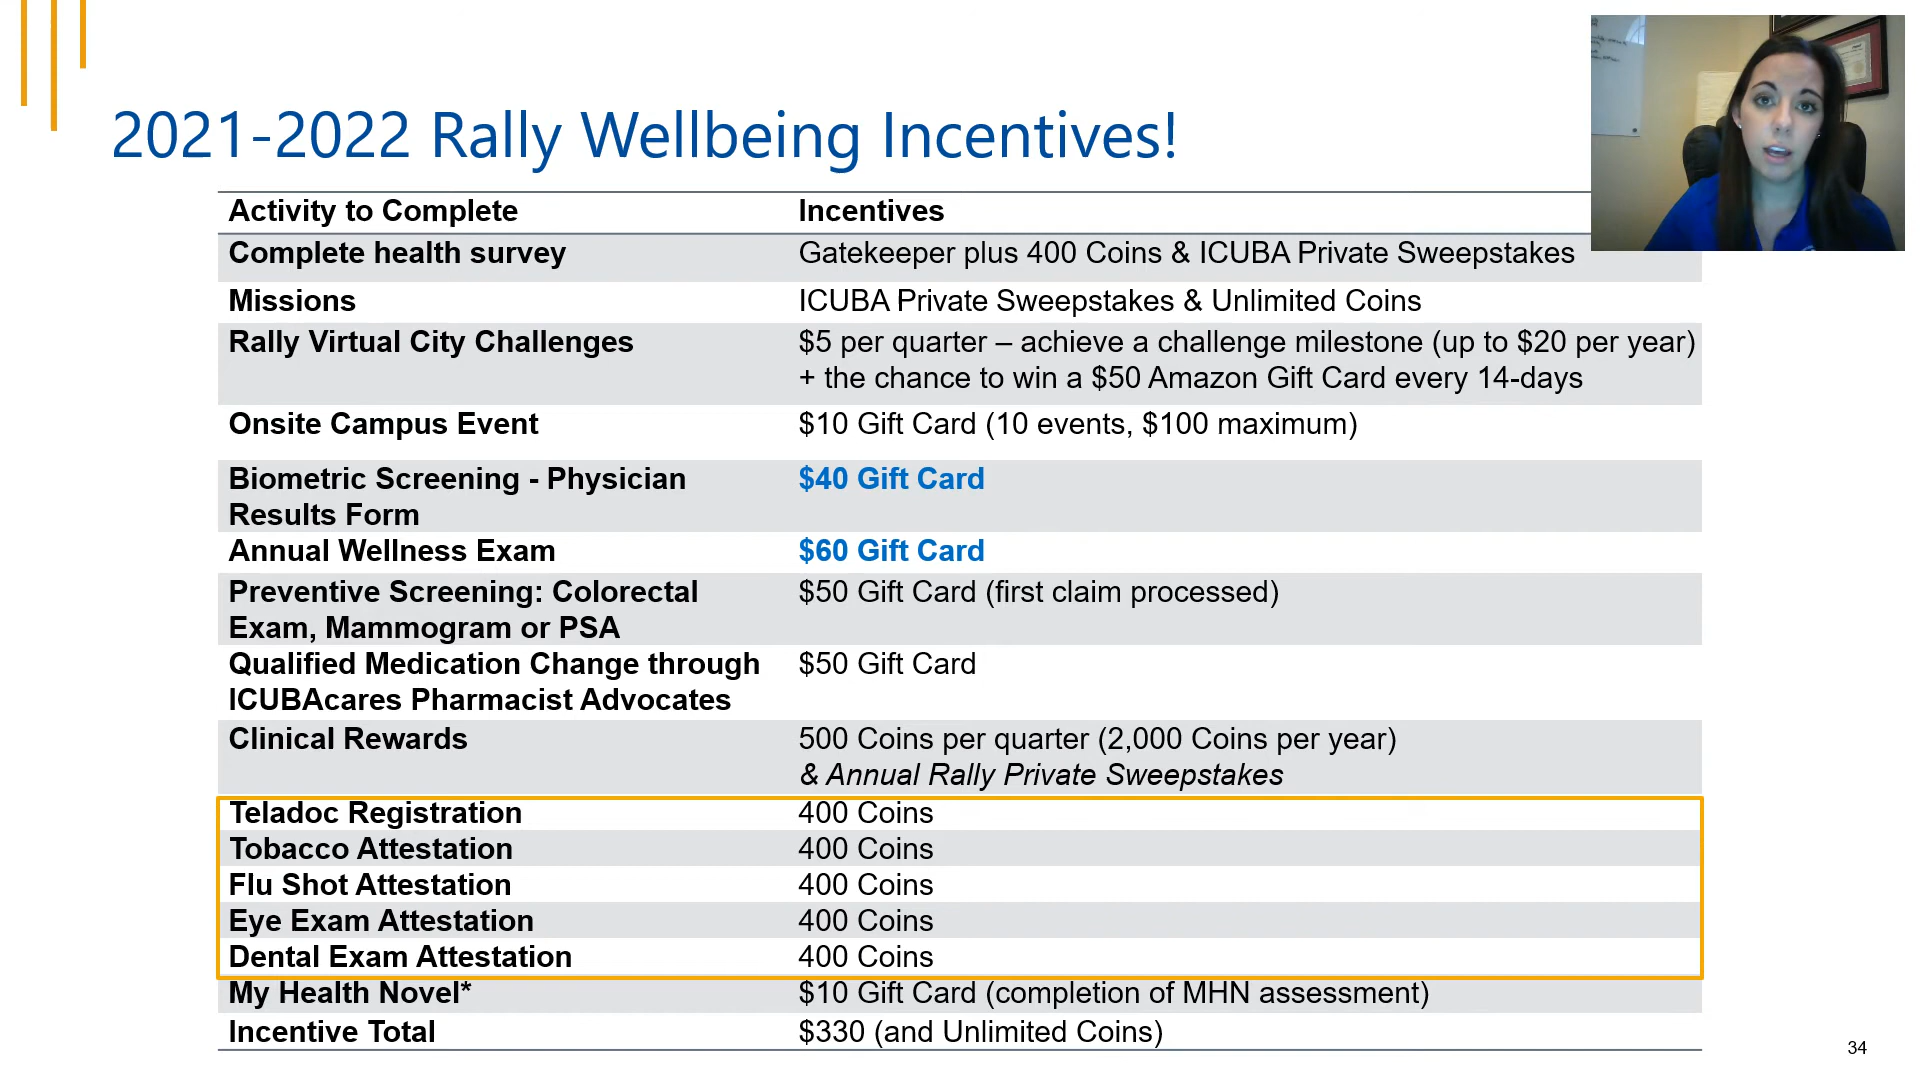 2021-2022 Rally Wellbeing Incentives!
Activity to Complete Incentives
Complete health survey Gatekeeper plus 400 Coins & ICUBA Private Sweepstakes
Missions ICUBA Private Sweepstakes & Unlimited Coins
Rally Virtual City Challenges $5 per quarter – achieve a challenge milestone (up to $20 per year)
+ the chance to win a $50 Amazon Gift Card every 14-days
Onsite Campus Event $10 Gift Card (10 events, $100 maximum)
Biometric Screening - Physician $40 Gift Card
Results Form
Annual Wellness Exam $60 Gift Card
Preventive Screening: Colorectal $50 Gift Card (first claim processed)
Exam, Mammogram or PSA
Qualified Medication Change through $50 Gift Card
ICUBAcares Pharmacist Advocates
Clinical Rewards 500 Coins per quarter (2,000 Coins per year)
& Annual Rally Private Sweepstakes
Teladoc Registration 400 Coins
Tobacco Attestation 400 Coins
Flu Shot Attestation 400 Coins
Eye Exam Attestation 400 Coins
Dental Exam Attestation 400 Coins
My Health Novel* $10 Gift Card (completion of MHN assessment)
Incentive Total $330 (and Unlimited Coins)
34